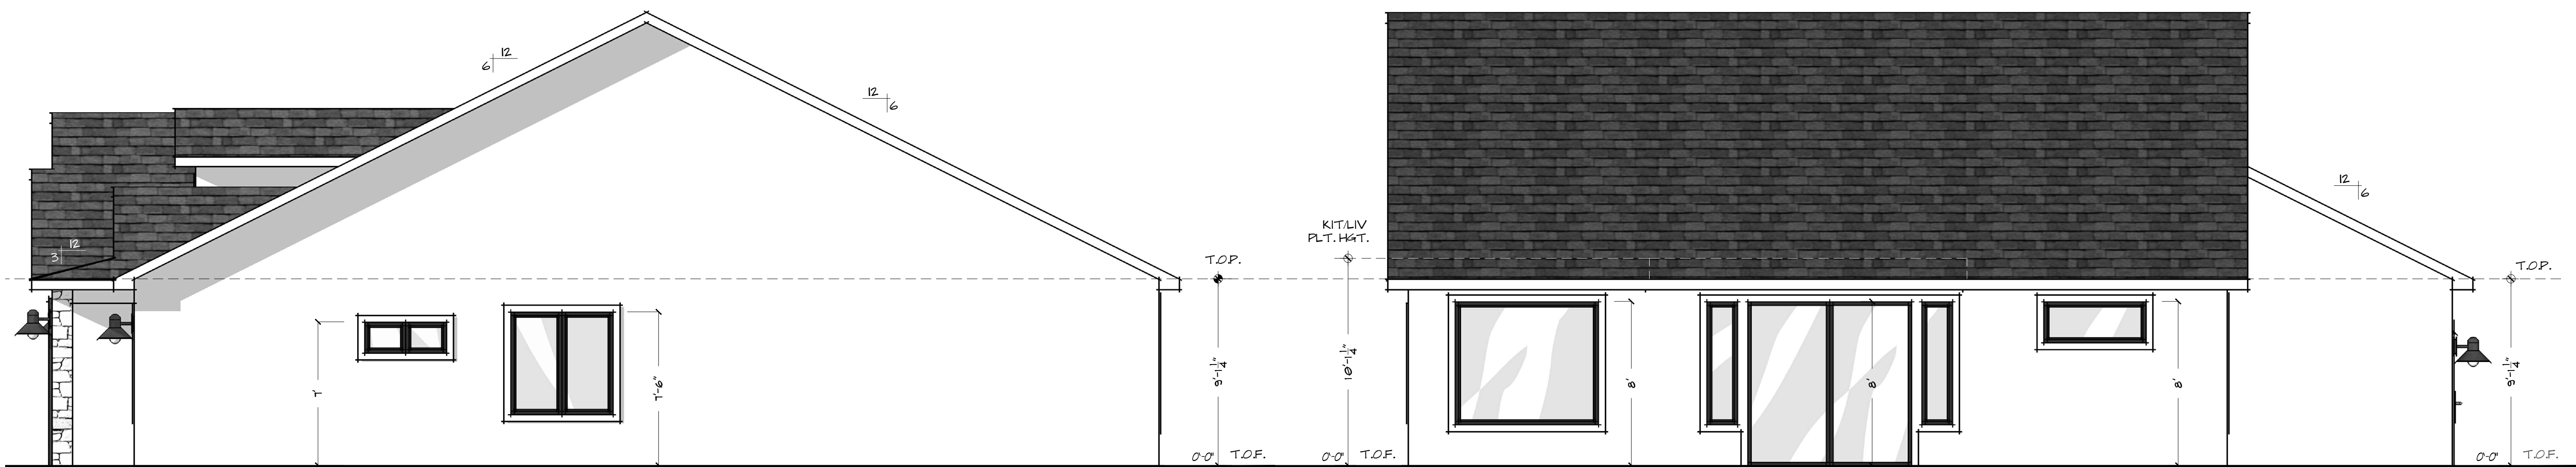 12
6
12
6
12
3
7'
7'-6"
T.O.P.
9'-1 1/4"
0'-0" T.O.F.
KIT/LIV
PLT. HGT.
10'-1 1/4"
0'-0" T.O.F.
8'
8'
8'
12
6
T.O.P.
9'-1 1/4"
0'-0" T.O.F.